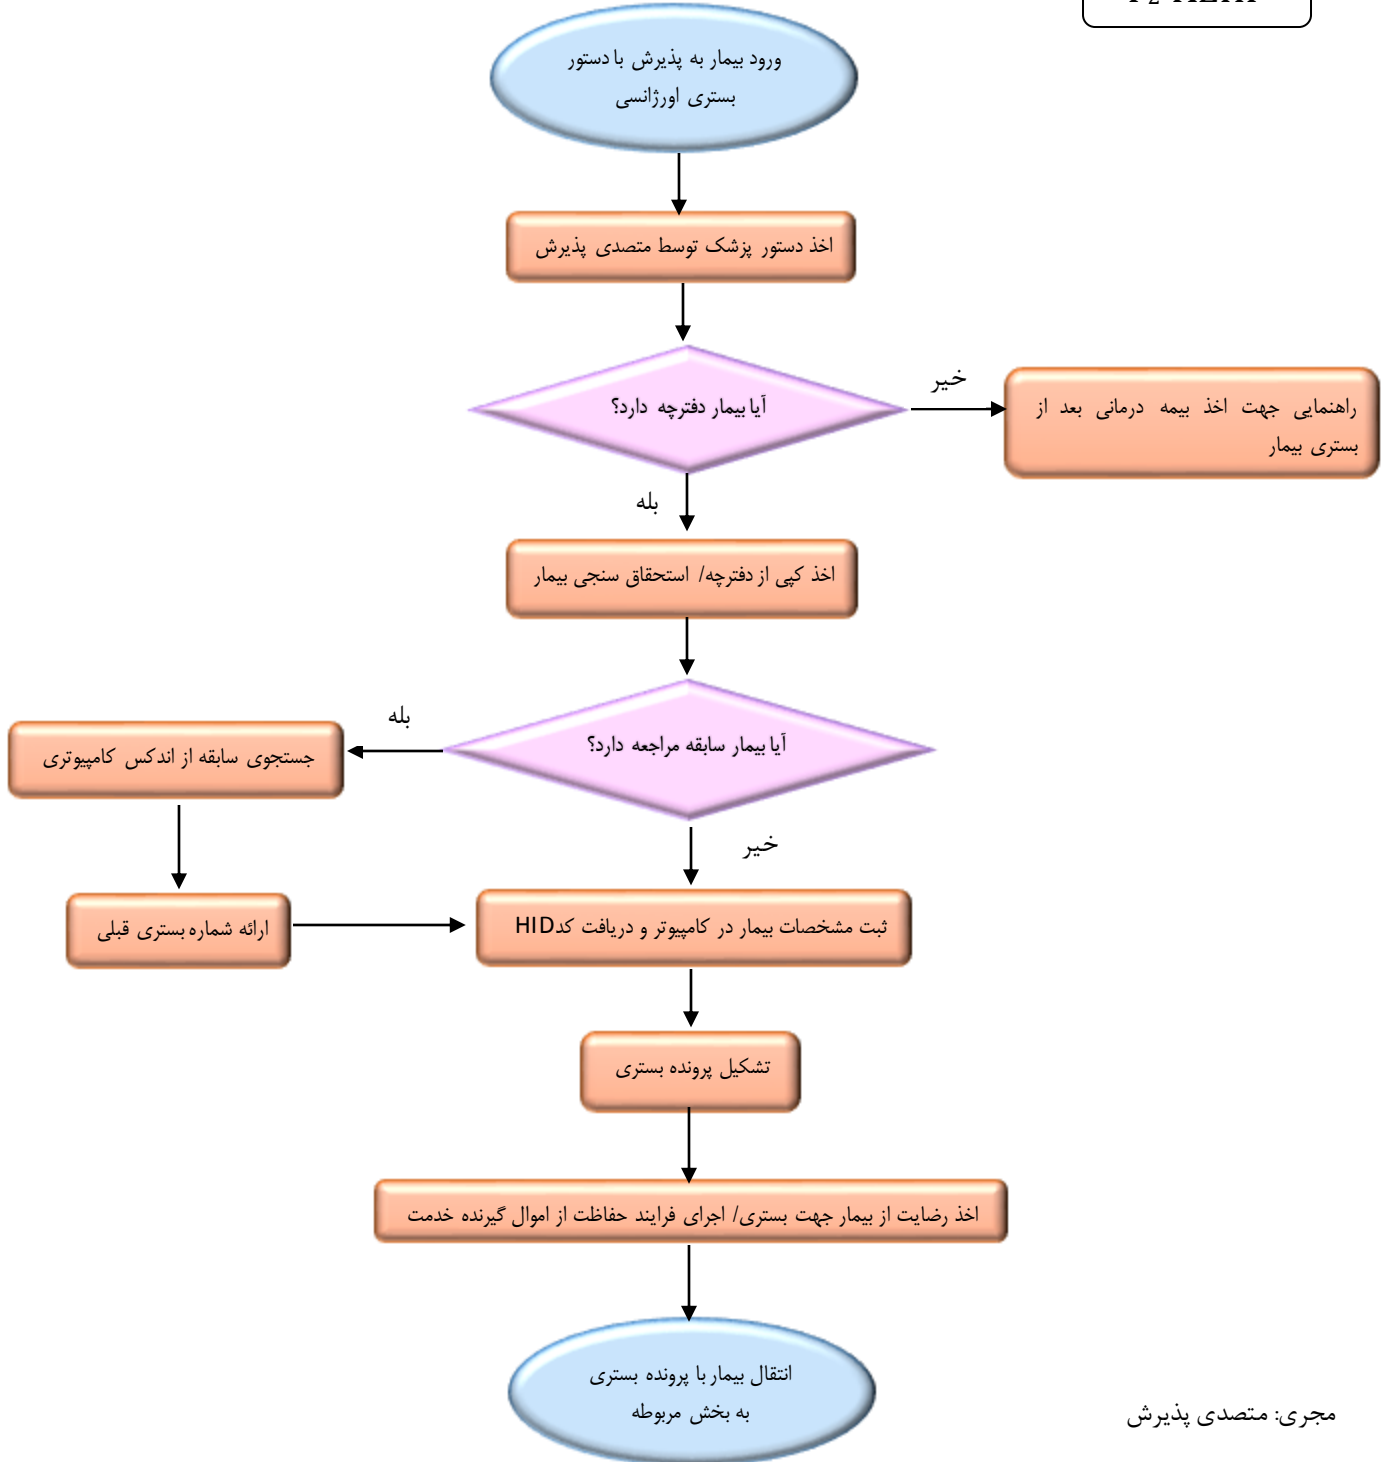 ورود بیمار به پذیرش با دستور
بستری اورژانسی
اخذ دستور پزشک توسط متصدی پذیرش
آیا بیمار دفترچه دارد؟
خیر
راهنمایی جهت اخذ بیمه درمانی بعد از
بستری بیمار
بله
اخذ کپی از دفترچه/ استحقاق سنجی بیمار
آیا بیمار سابقه مراجعه دارد؟
بله
جستجوی سابقه از اندکس کامپیوتری
خیر
ارائه شماره بستری قبلی
ثبت مشخصات بیمار در کامپیوتر و دریافت کدHID
تشکیل پرونده بستری
اخذ رضایت از بیمار جهت بستری/ اجرای فرایند حفاظت از اموال گیرنده خدمت
انتقال بیمار با پرونده بستری
به بخش مربوطه
مجری: متصدی پذیرش